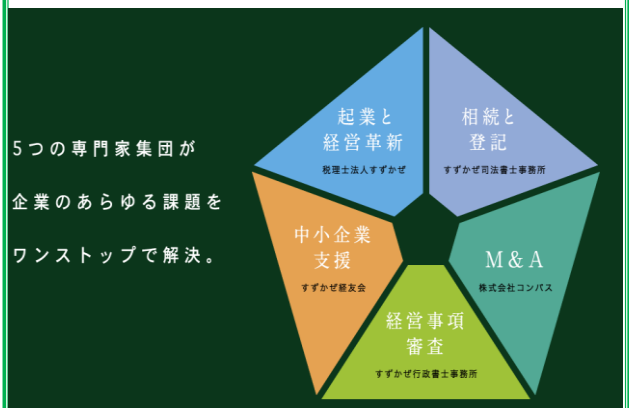 5つの専門家集団が
企業のあらゆる課題を
ワンストップで解決。
起業と
経営革新
税理士法人すずかぜ
相続と
登記
すずかぜ司法書士事務所
中小企業
支援
すずかぜ経友会
M&A
株式会社コンパス
経営事項
審査
すずかぜ行政書士事務所